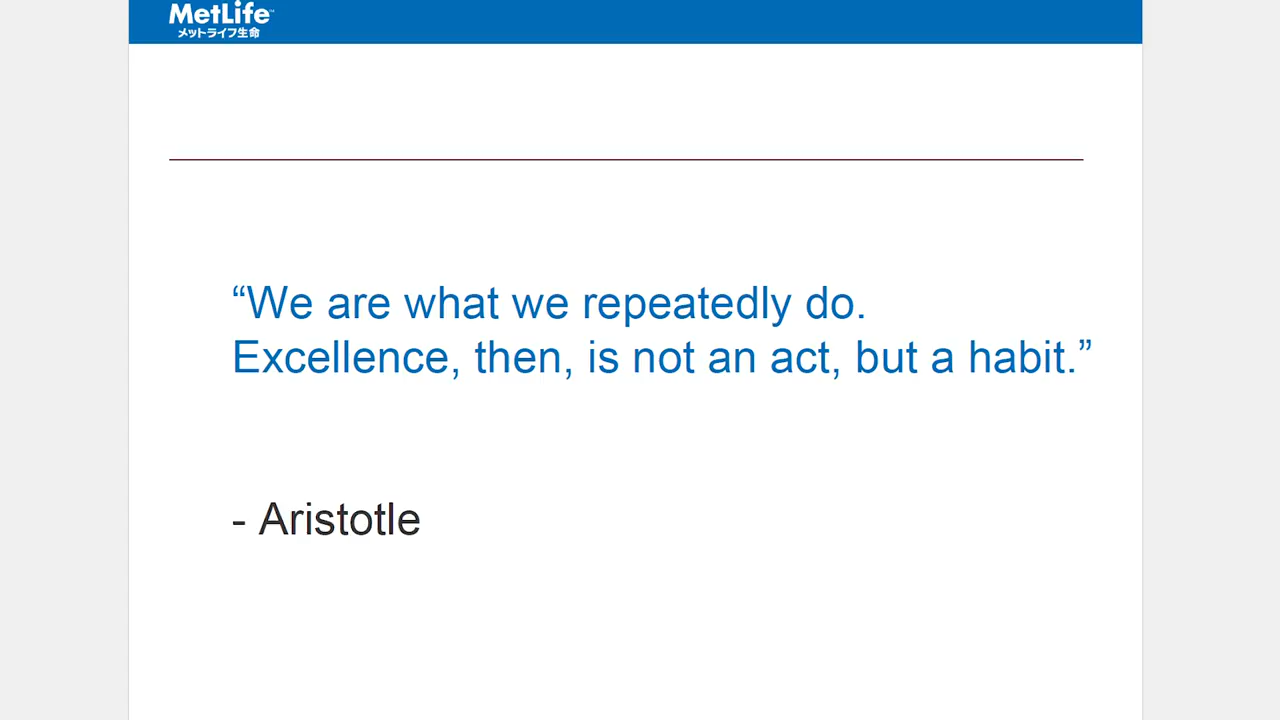 MetLife™
メットライフ生命
“We are what we repeatedly do.
Excellence, then, is not an act, but a habit.”
- Aristotle